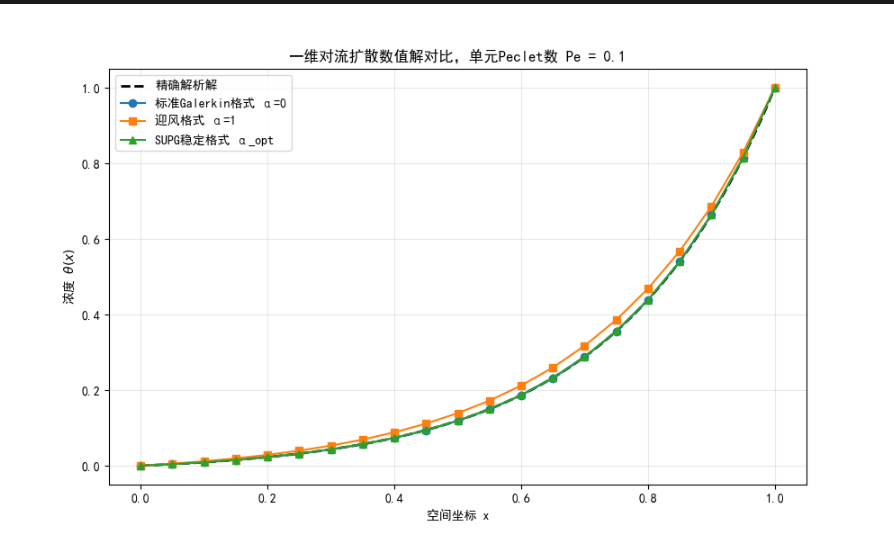 一维对流扩散数值解对比，单元Peclet数 Pe = 0.1
精确解析解
标准Galerkin格式 α=0
迎风格式 α=1
SUPG稳定格式 α_opt
浓度 θ(x)
1.0
0.8
0.6
0.4
0.2
0.0
0.0 0.2 0.4 0.6 0.8 1.0
空间坐标 x